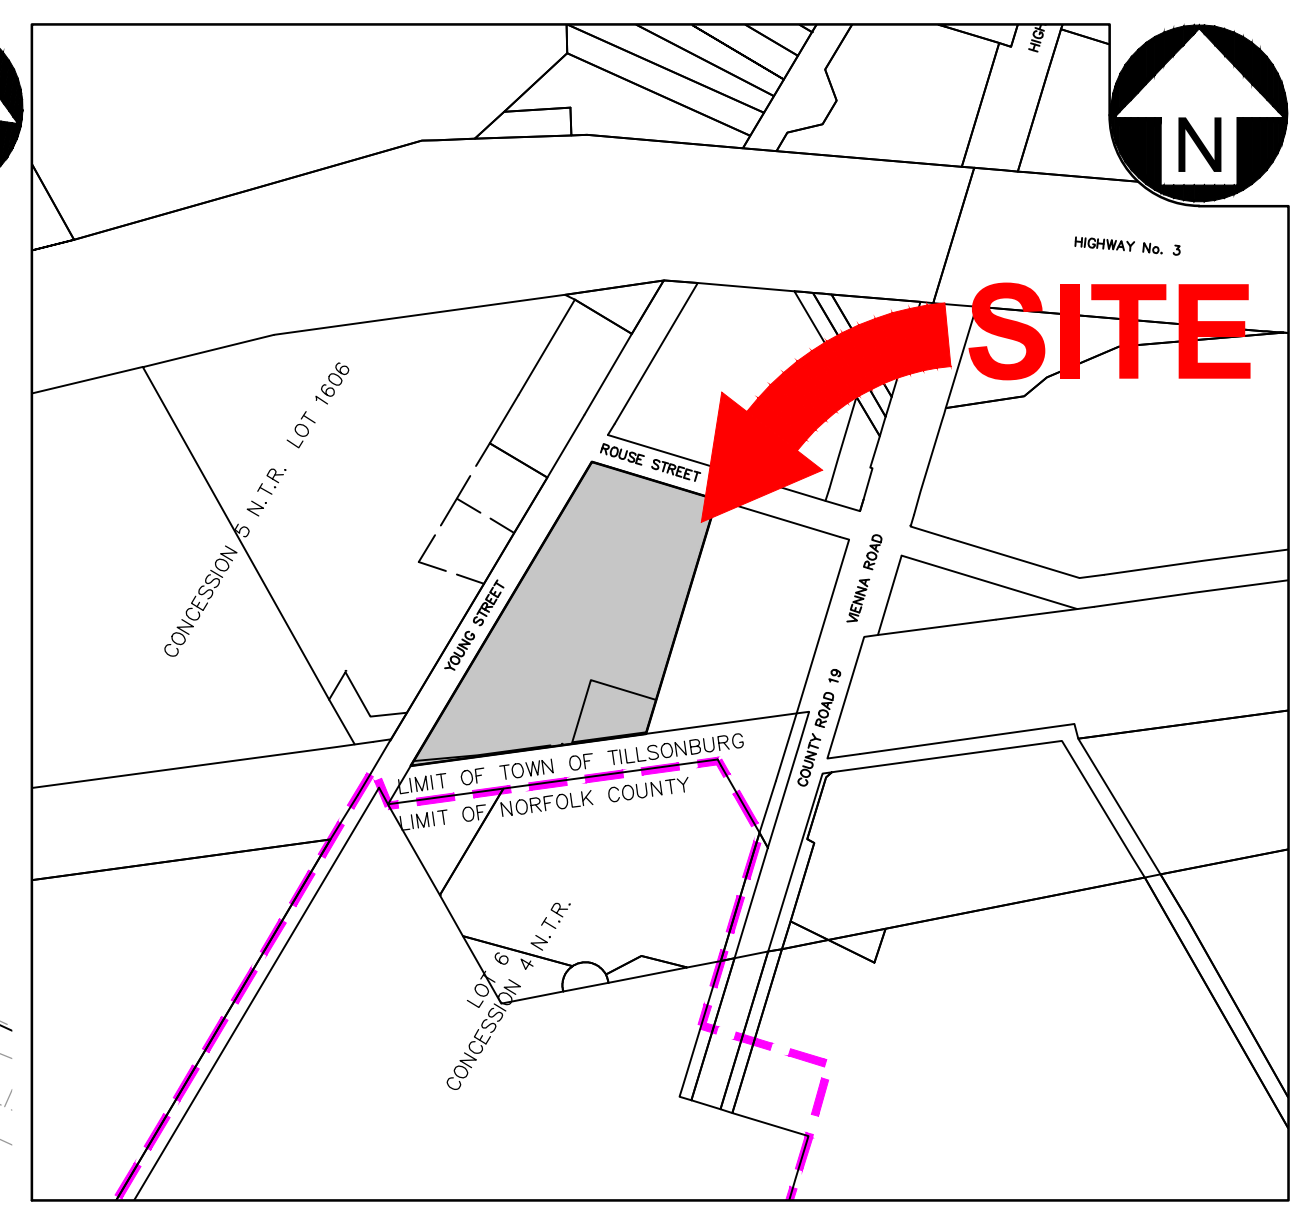 N
HIGHWAY No. 3
SITE
CONCESSION 5 N.T.R. LOT 1606
ROUSE STREET
YOUNG STREET
VIENNA ROAD
COUNTY ROAD 19
LIMIT OF TOWN OF TILLSONBURG
LIMIT OF NORFOLK COUNTY
LOT 6
CONCESSION 4 N.T.R.